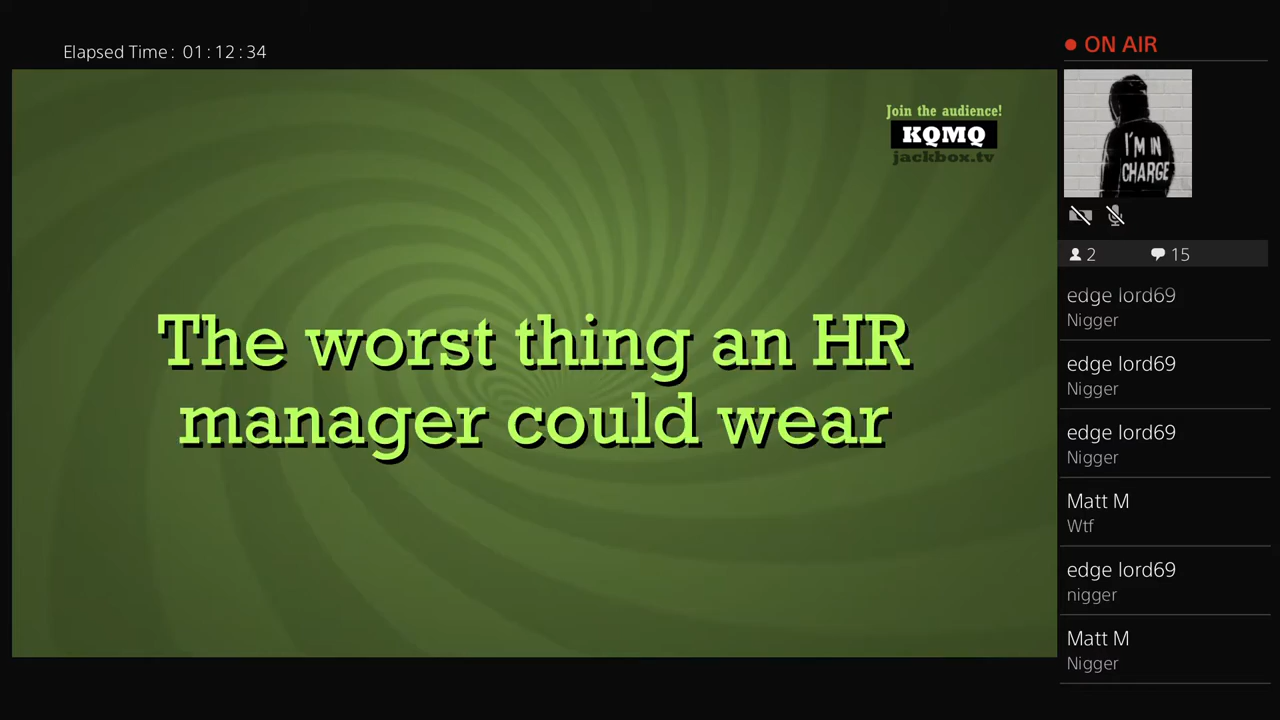 Elapsed Time: 01:12:34
ON AIR
Join the audience!
KQMQ
jackbox.tv
I'M IN
CHARGE
2 15
The worst thing an HR
manager could wear
edge lord69
Nigger
edge lord69
Nigger
edge lord69
Nigger
Matt M
Wtf
edge lord69
nigger
Matt M
Nigger